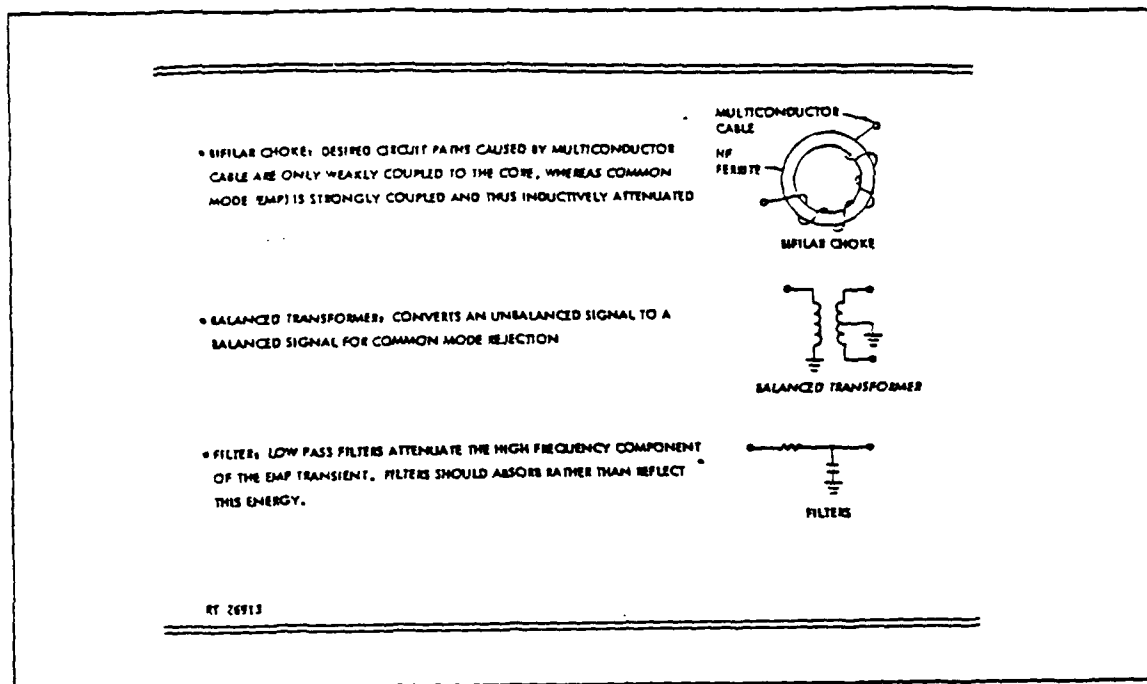 • BIFILAR CHOKE: DESIRED CIRCUIT PATHS CAUSED BY MULTICONDUCTOR
CABLE ARE ONLY WEAKLY COUPLED TO THE CORE, WHEREAS COMMON
MODE (EMP) IS STRONGLY COUPLED AND THUS INDUCTIVELY ATTENUATED
MULTICONDUCTOR
CABLE
HF
FERRITE
BIFILAR CHOKE
• BALANCED TRANSFORMER: CONVERTS AN UNBALANCED SIGNAL TO A
BALANCED SIGNAL FOR COMMON MODE REJECTION
BALANCED TRANSFORMER
• FILTER: LOW PASS FILTERS ATTENUATE THE HIGH FREQUENCY COMPONENT
OF THE EMP TRANSIENT. FILTERS SHOULD ABSORB RATHER THAN REFLECT
THIS ENERGY.
FILTERS
RT 26913